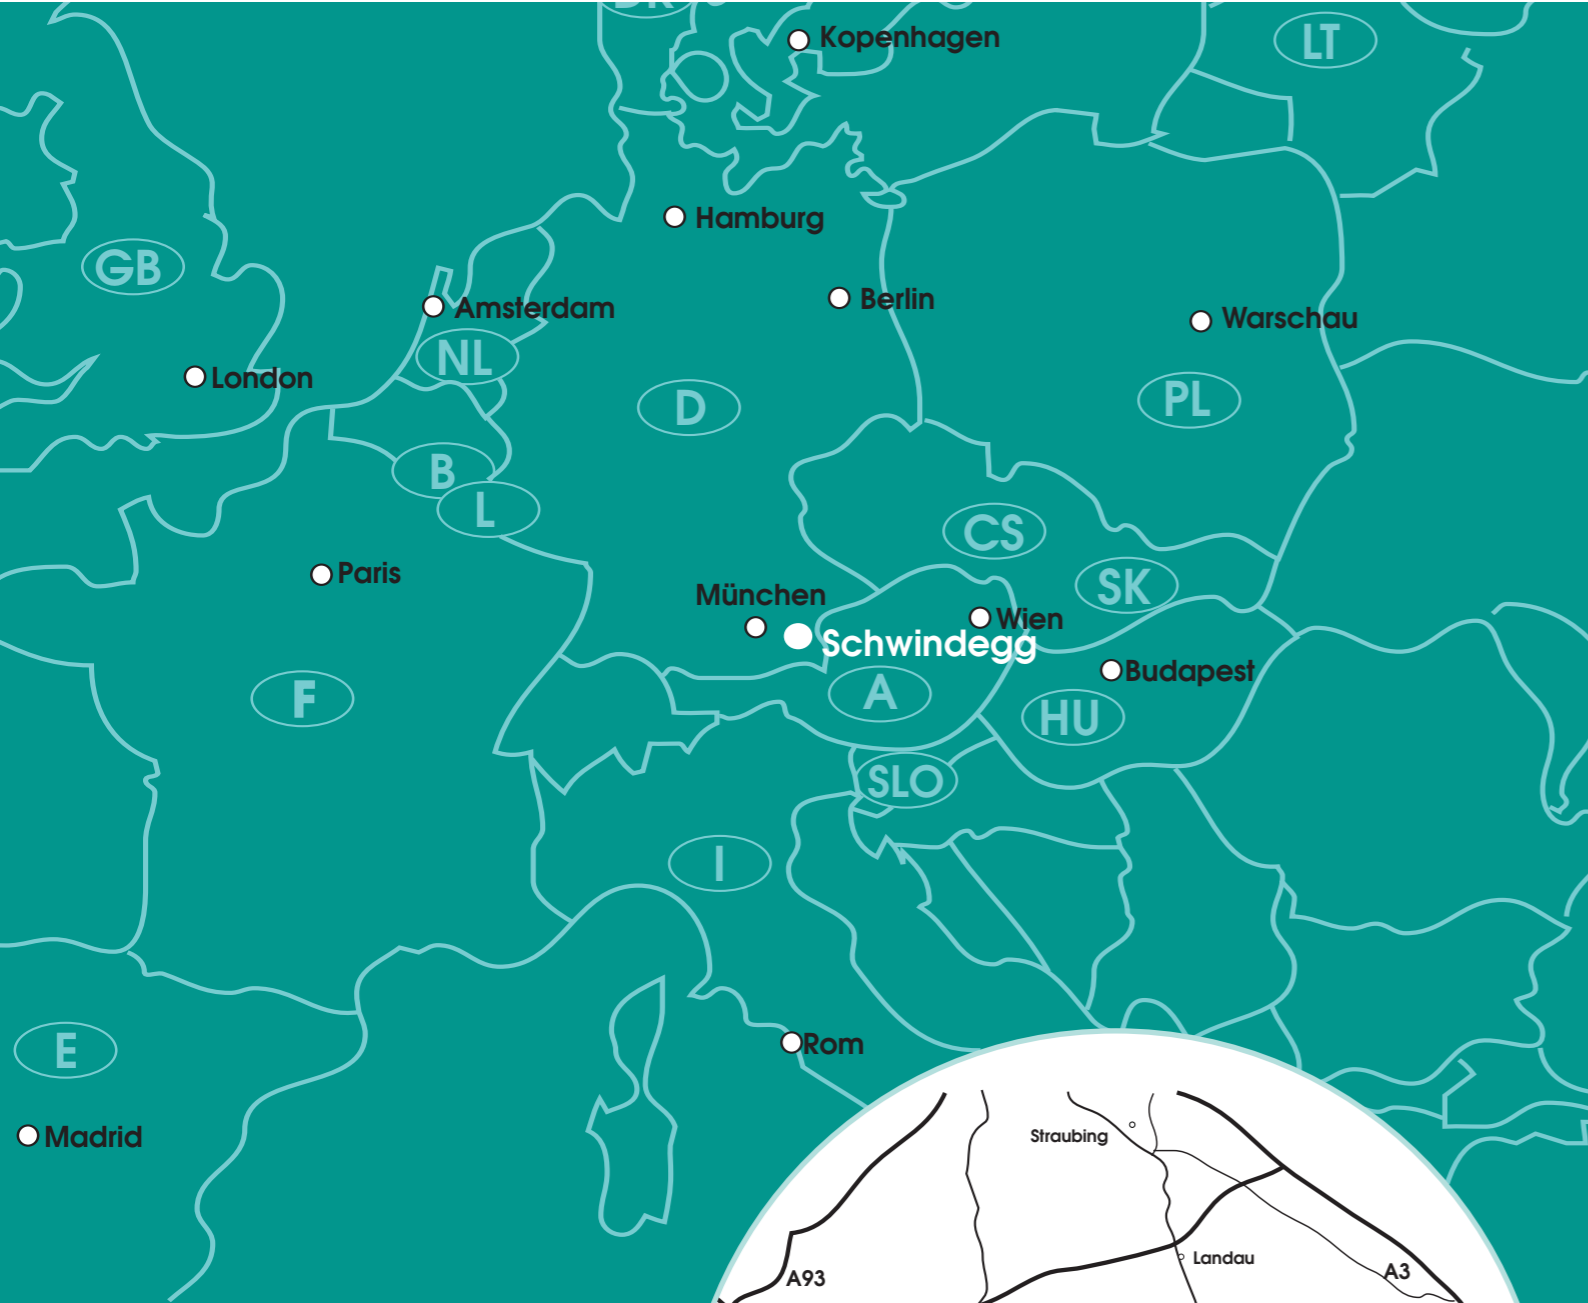 DK
Kopenhagen
LT
Hamburg
GB
Amsterdam
Berlin
Warschau
NL
London
D
PL
B
L
CS
SK
Paris
München
Wien
Schwindegg
Budapest
F
A
HU
SLO
I
E
Rom
Madrid
Straubing
Landau
A93
A3